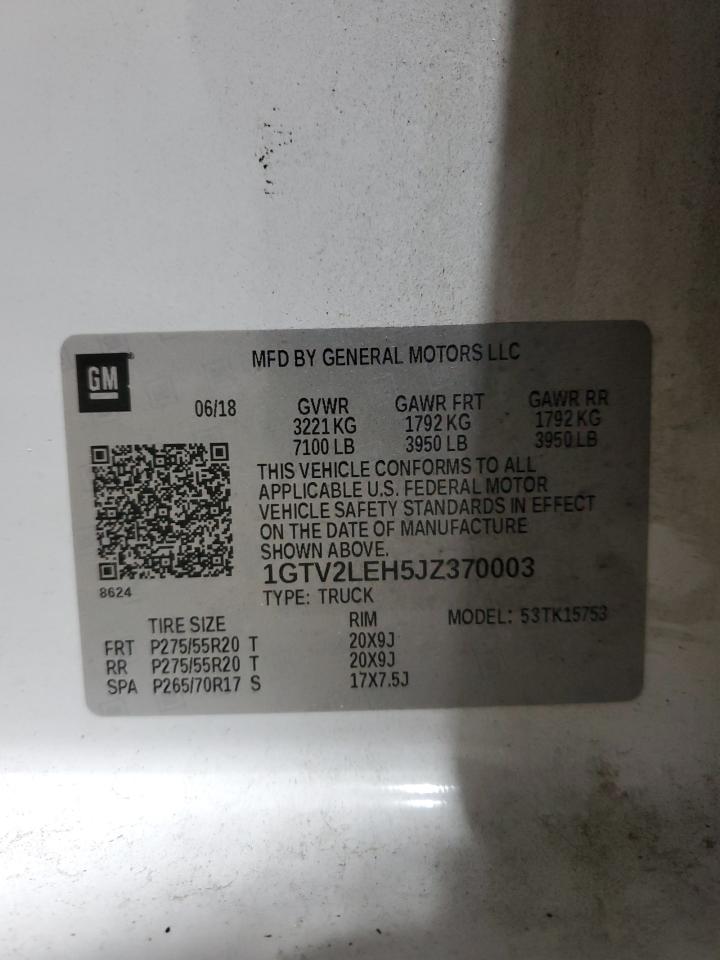 MFD BY GENERAL MOTORS LLC
GM
06/18 GVWR GAWR FRT GAWR RR
3221 KG 1792 KG 1792 KG
7100 LB 3950 LB 3950 LB
THIS VEHICLE CONFORMS TO ALL
APPLICABLE U.S. FEDERAL MOTOR
VEHICLE SAFETY STANDARDS IN EFFECT
ON THE DATE OF MANUFACTURE
SHOWN ABOVE.
1GTV2LEH5JZ370003
8624
TYPE: TRUCK
TIRE SIZE RIM MODEL: 53TK15753
FRT P275/55R20 T 20X9J
RR P275/55R20 T 20X9J
SPA P265/70R17 S 17X7.5J